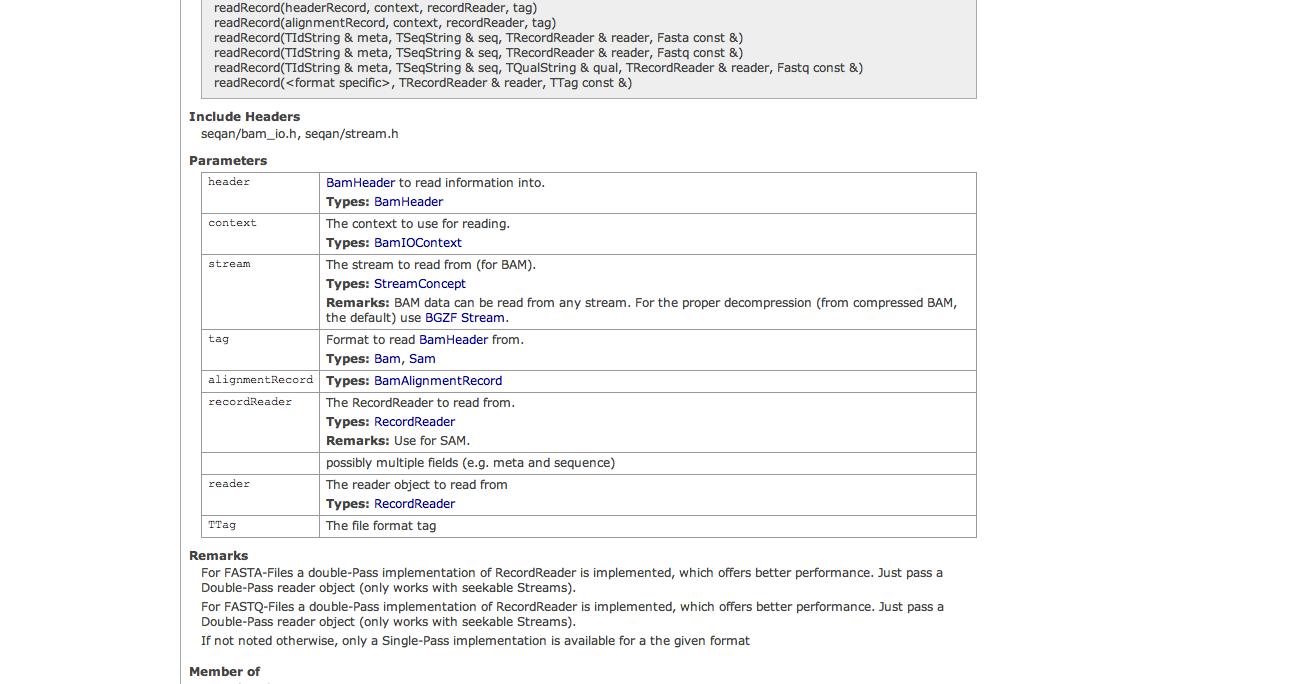 readRecord(headerRecord, context, recordReader, tag)
readRecord(alignmentRecord, context, recordReader, tag)
readRecord(TIdString & meta, TSeqString & seq, TRecordReader & reader, Fasta const &)
readRecord(TIdString & meta, TSeqString & seq, TRecordReader & reader, Fastq const &)
readRecord(TIdString & meta, TSeqString & seq, TQualString & qual, TRecordReader & reader, Fastq const &)
readRecord(<format specific>, TRecordReader & reader, TTag const &)
Include Headers
seqan/bam_io.h, seqan/stream.h
Parameters
header
BamHeader to read information into.
Types: BamHeader
context
The context to use for reading.
Types: BamIOContext
stream
The stream to read from (for BAM).
Types: StreamConcept
Remarks: BAM data can be read from any stream. For the proper decompression (from compressed BAM,
the default) use BGZF Stream.
tag
Format to read BamHeader from.
Types: Bam, Sam
alignmentRecord
Types: BamAlignmentRecord
recordReader
The RecordReader to read from.
Types: RecordReader
Remarks: Use for SAM.
possibly multiple fields (e.g. meta and sequence)
reader
The reader object to read from
Types: RecordReader
TTag
The file format tag
Remarks
For FASTA-Files a double-Pass implementation of RecordReader is implemented, which offers better performance. Just pass a
Double-Pass reader object (only works with seekable Streams).
For FASTQ-Files a double-Pass implementation of RecordReader is implemented, which offers better performance. Just pass a
Double-Pass reader object (only works with seekable Streams).
If not noted otherwise, only a Single-Pass implementation is available for a the given format
Member of